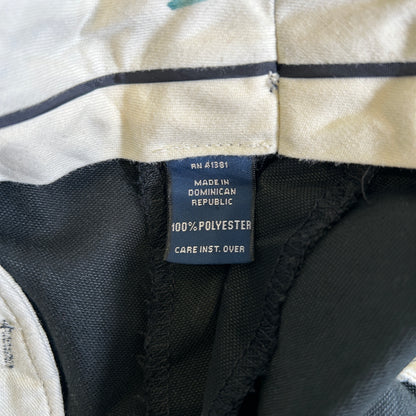 RN 41381
MADE IN
DOMINICAN
REPUBLIC
100% POLYESTER
CARE INST. OVER